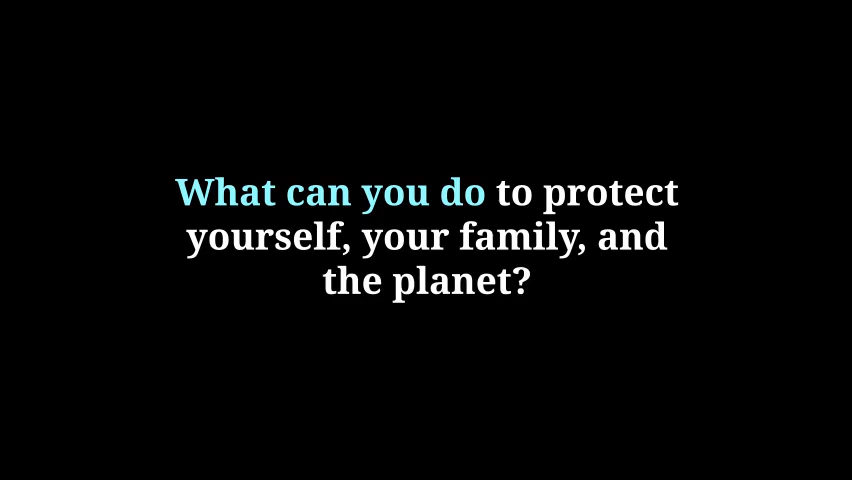 What can you do to protect
yourself, your family, and
the planet?